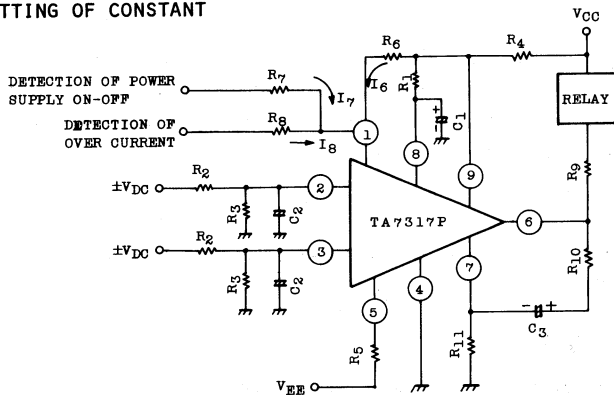 TTING OF CONSTANT
VCC
R6
R4
DETECTION OF POWER
SUPPLY ON-OFF
R7
I7
I6
R1
C1
RELAY
DETECTION OF
OVER CURRENT
R8
I8
1
8
9
R9
±VDC
R2
2
R3
C2
TA7317P
6
±VDC
R2
3
R3
C2
7
R10
5
4
C3
R5
R11
VEE